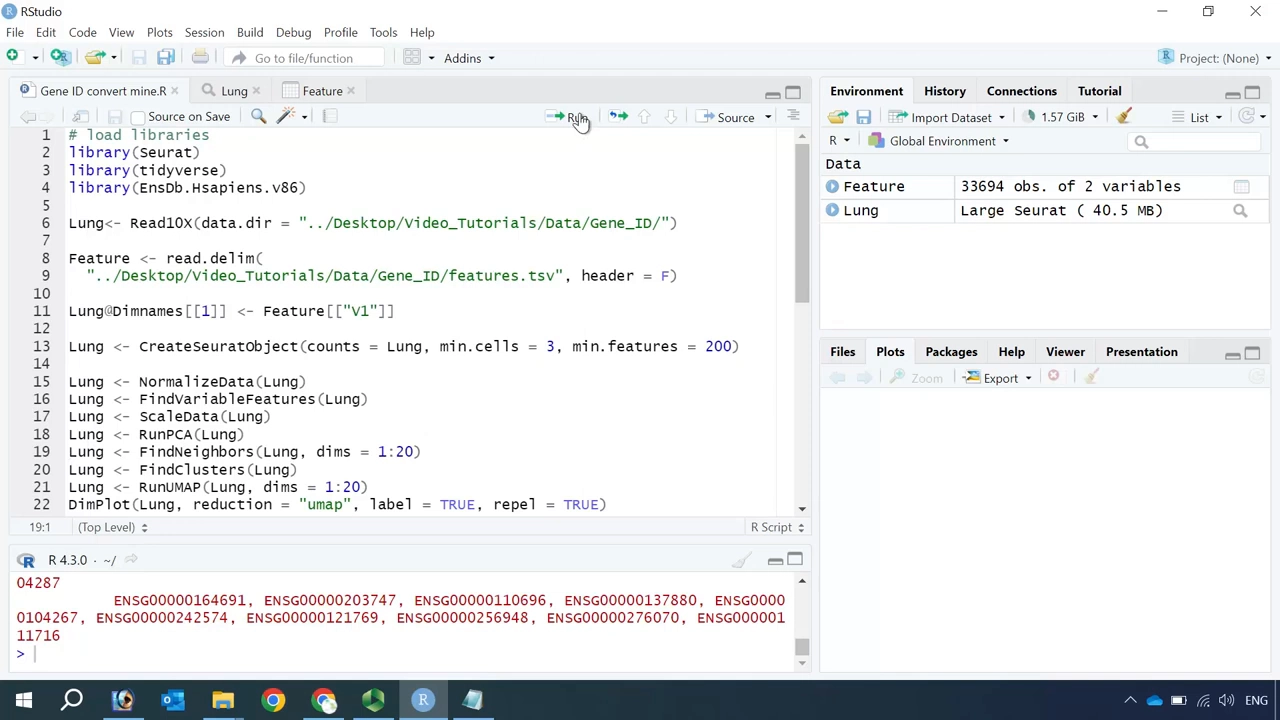 RStudio
File Edit Code View Plots Session Build Debug Profile Tools Help
Go to file/function Addins Project: (None)
Gene ID convert mine.R Lung Feature
Source on Save Run Source
1 # load libraries
2 library(Seurat)
3 library(tidyverse)
4 library(EnsDb.Hsapiens.v86)
5
6 Lung<- Read10X(data.dir = "../Desktop/Video_Tutorials/Data/Gene_ID/")
7
8 Feature <- read.delim(
9 "../Desktop/Video_Tutorials/Data/Gene_ID/features.tsv", header = F)
10
11 Lung@Dimnames[[1]] <- Feature[["V1"]]
12
13 Lung <- CreateSeuratObject(counts = Lung, min.cells = 3, min.features = 200)
14
15 Lung <- NormalizeData(Lung)
16 Lung <- FindVariableFeatures(Lung)
17 Lung <- ScaleData(Lung)
18 Lung <- RunPCA(Lung)
19 Lung <- FindNeighbors(Lung, dims = 1:20)
20 Lung <- FindClusters(Lung)
21 Lung <- RunUMAP(Lung, dims = 1:20)
22 DimPlot(Lung, reduction = "umap", label = TRUE, repel = TRUE)
19:1 (Top Level) R Script
R 4.3.0 · ~/
04287
ENSG00000164691, ENSG00000203747, ENSG00000110696, ENSG00000137880, ENSG0000
0104267, ENSG00000242574, ENSG00000121769, ENSG00000256948, ENSG00000276070, ENSG000001
11716
>
Environment History Connections Tutorial
Import Dataset 1.57 GiB List
R Global Environment
Data
Feature 33694 obs. of 2 variables
Lung Large Seurat ( 40.5 MB)
Files Plots Packages Help Viewer Presentation
Zoom Export
ENG